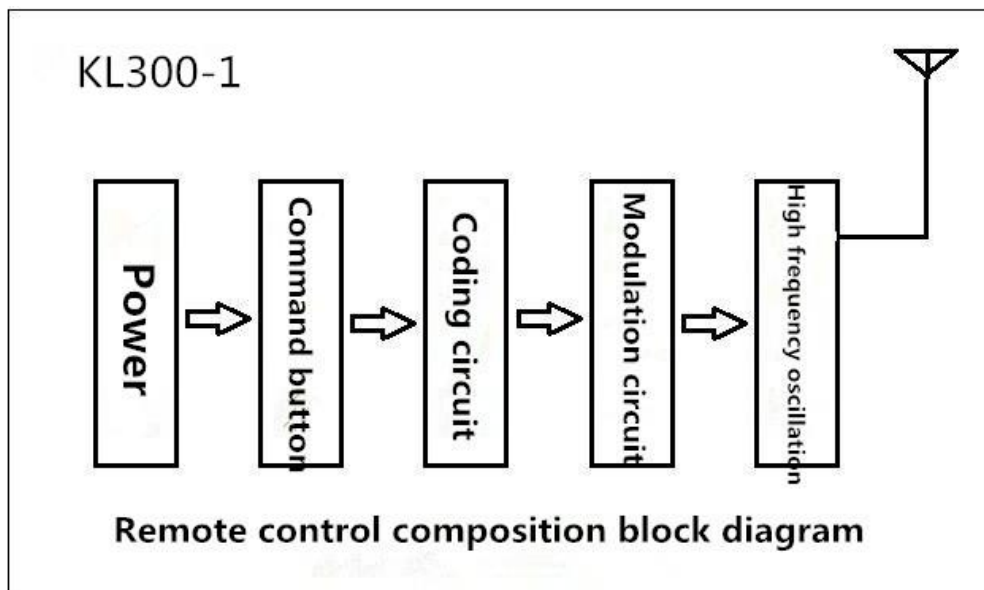 KL300-1
Power
Command button
Coding circuit
Modulation circuit
High frequency oscillation
Remote control composition block diagram